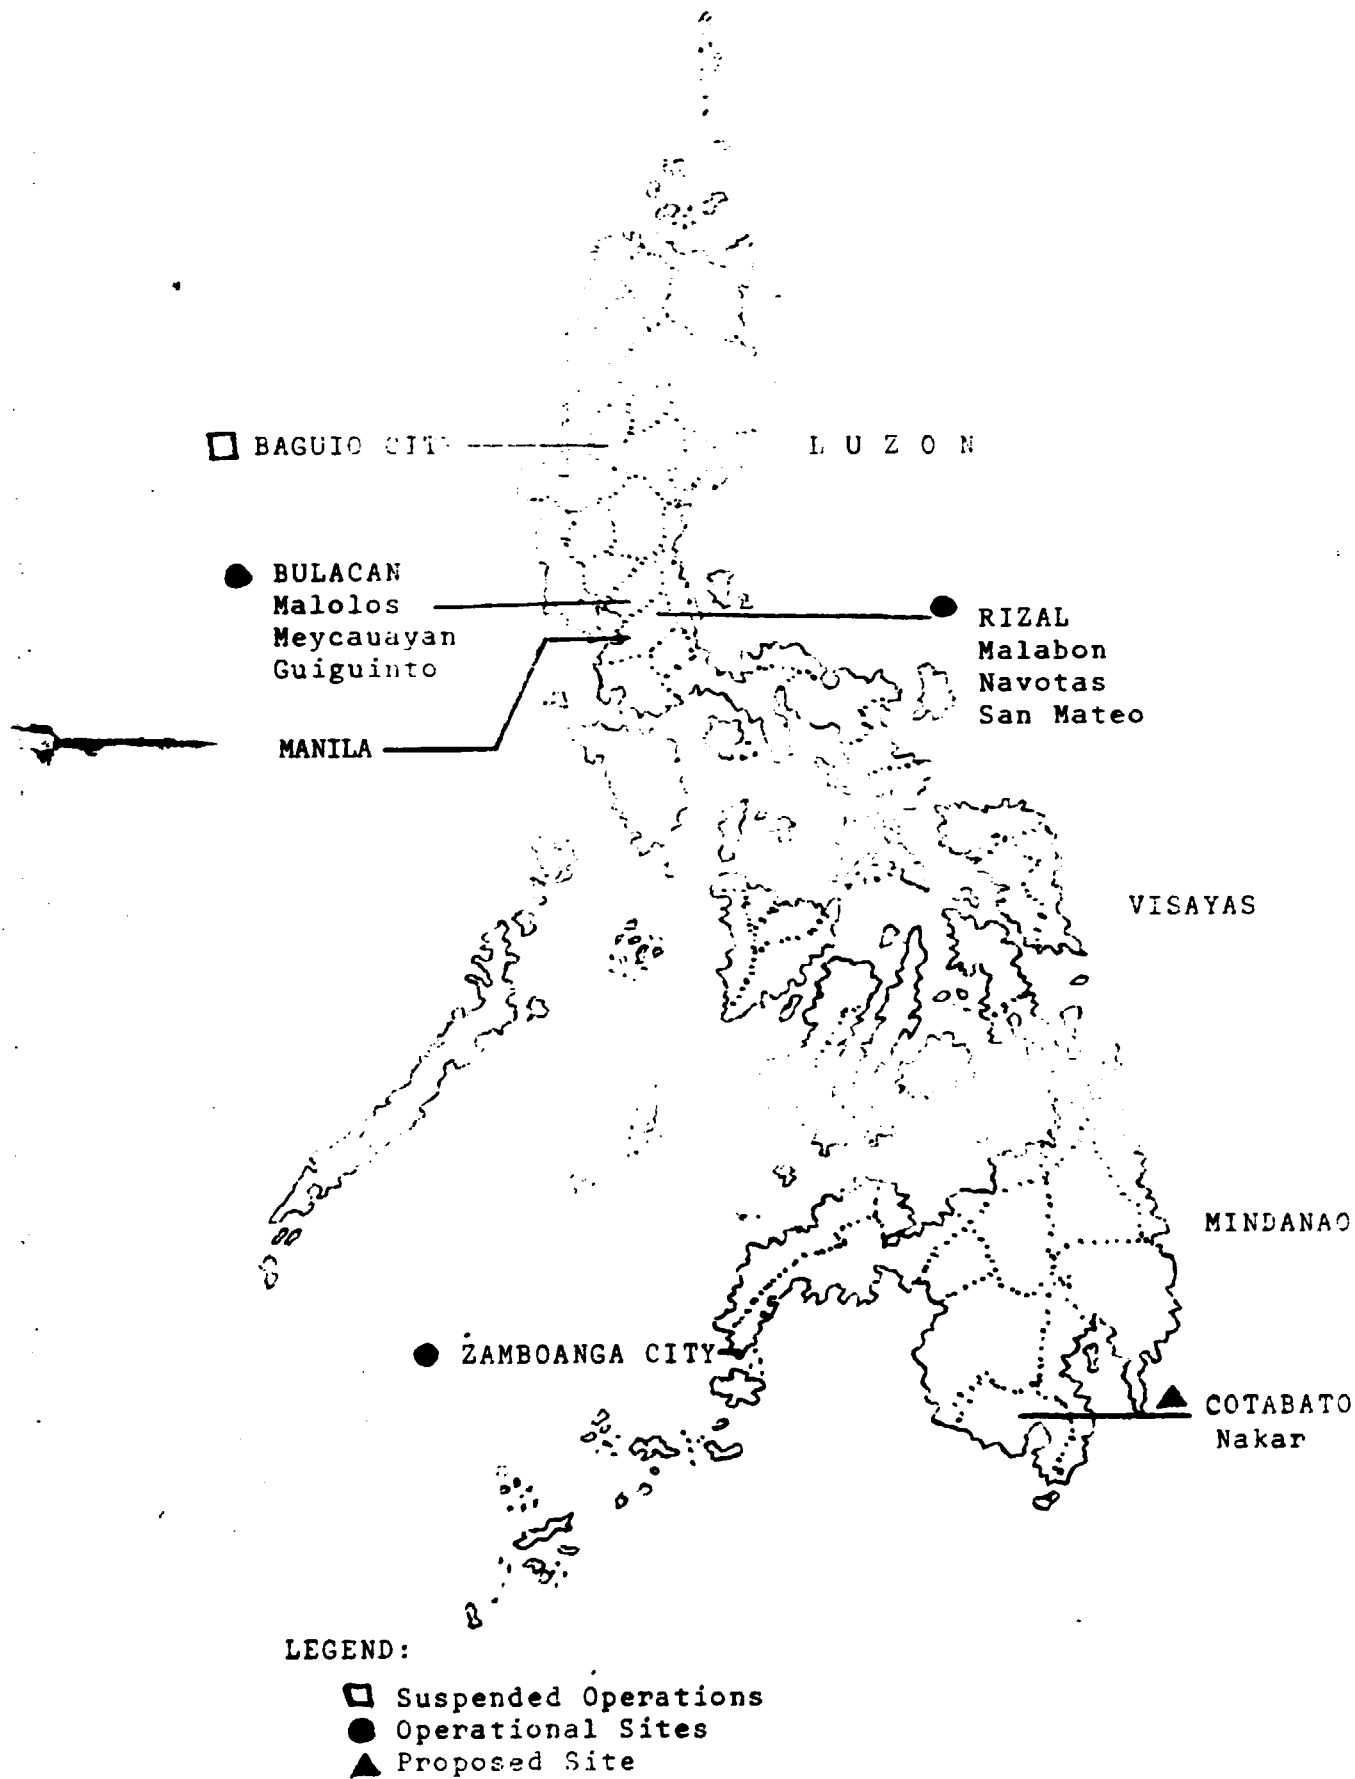 BAGUIO CITY
L U Z O N
BULACAN
Malolos
Meycauayan
Guiguinto
RIZAL
Malabon
Navotas
San Mateo
MANILA
VISAYAS
MINDANAO
ZAMBOANGA CITY
COTABATO
Nakar
LEGEND:
Suspended Operations
Operational Sites
Proposed Site